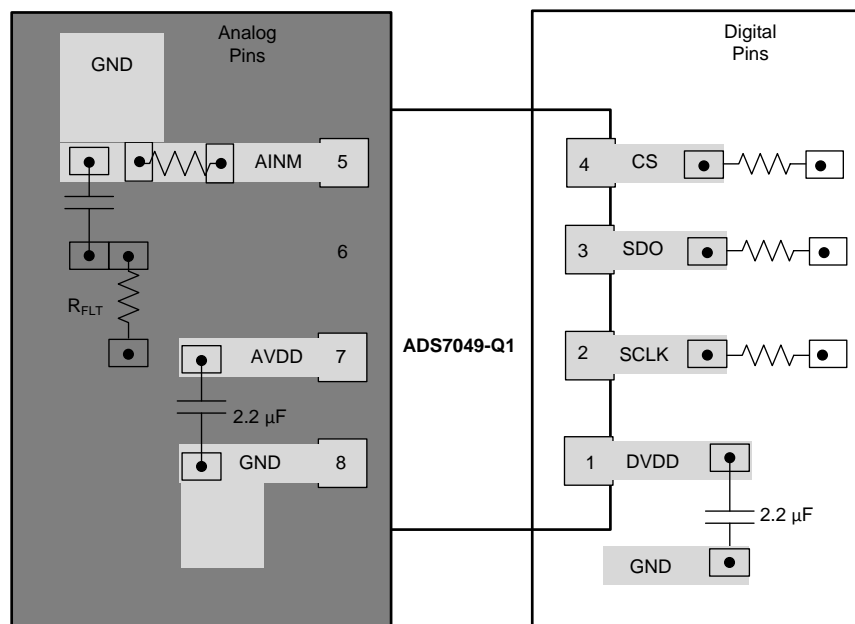 Analog
Pins
Digital
Pins
GND
AINM
5
4
CS
6
3
SDO
RFLT
AVDD
7
ADS7049-Q1
2
SCLK
2.2 µF
GND
8
1
DVDD
2.2 µF
GND